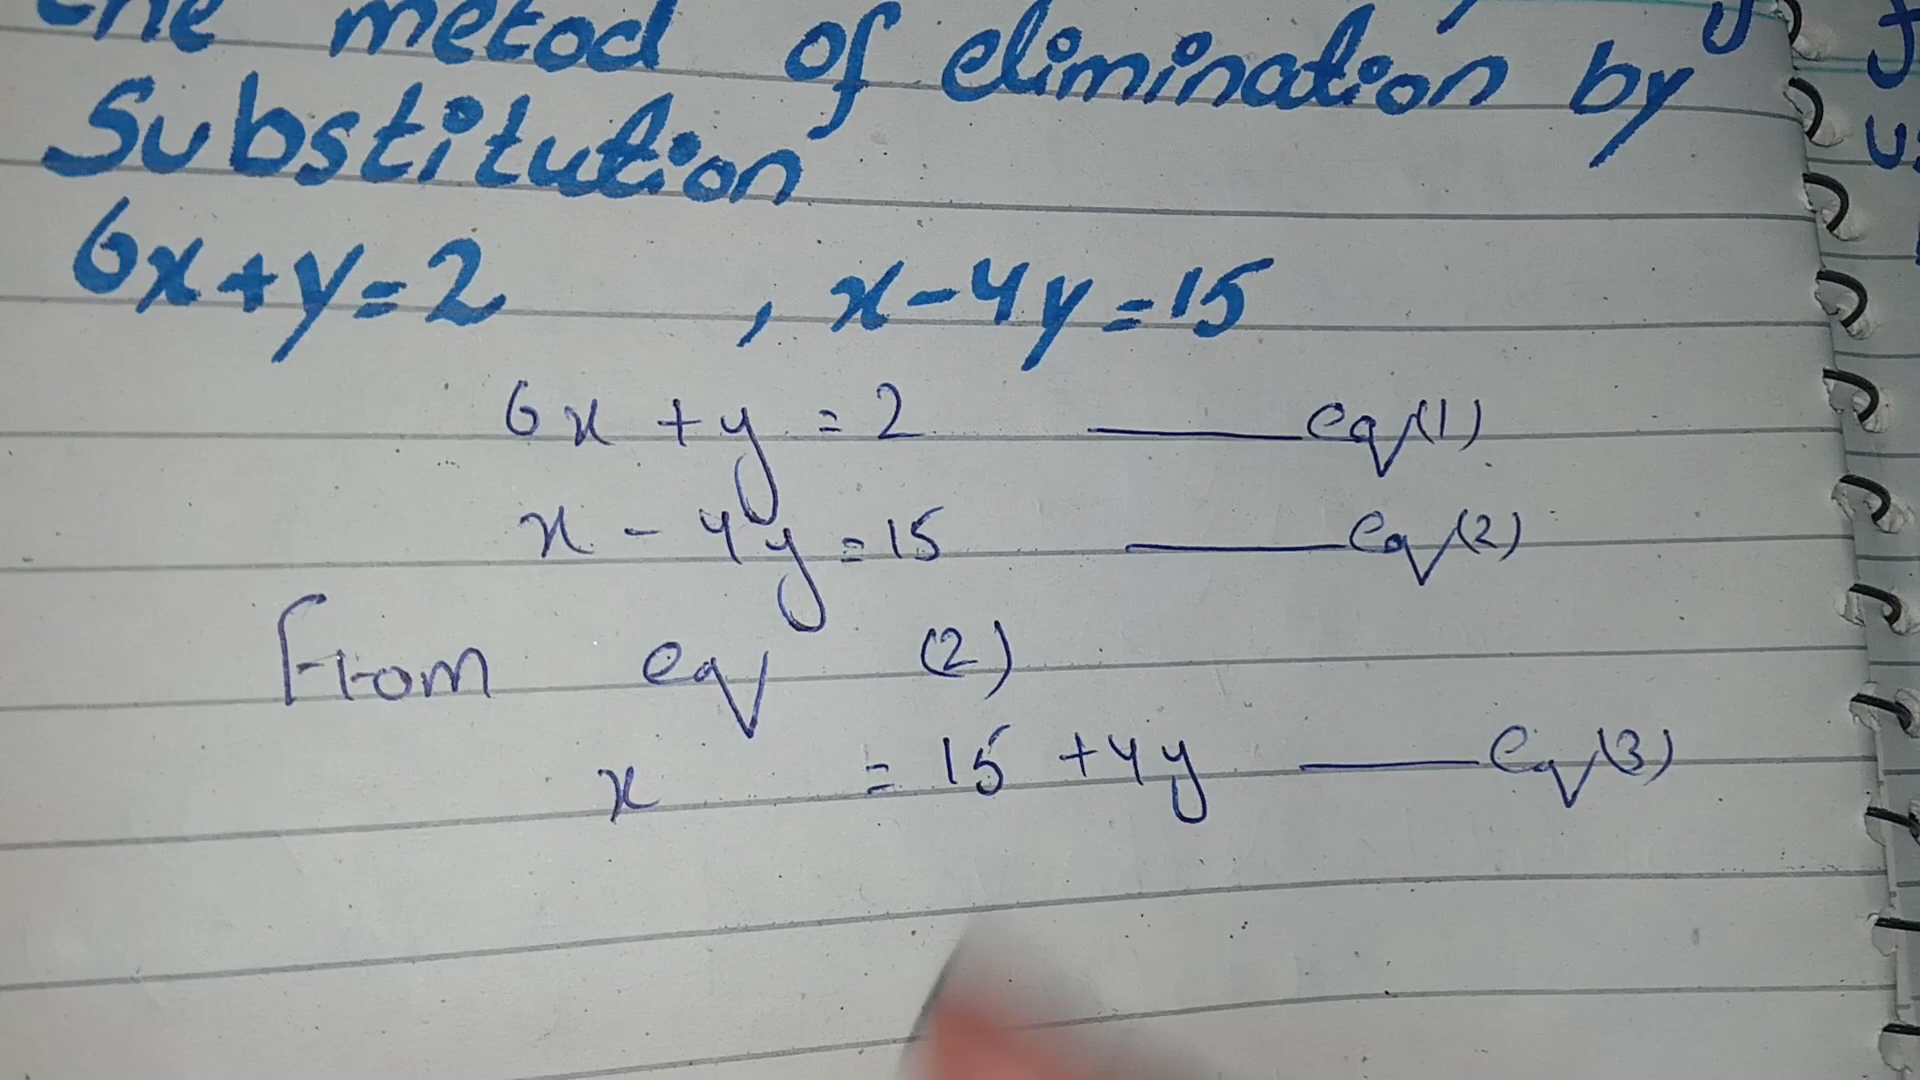 the metod of elimination by
Substitution
6x+y=2 , x-4y=15
6x + y = 2 —— eq(1)
x - 4y = 15 —— eq(2)
From eq (2)
x = 15 + 4y —— eq(3)